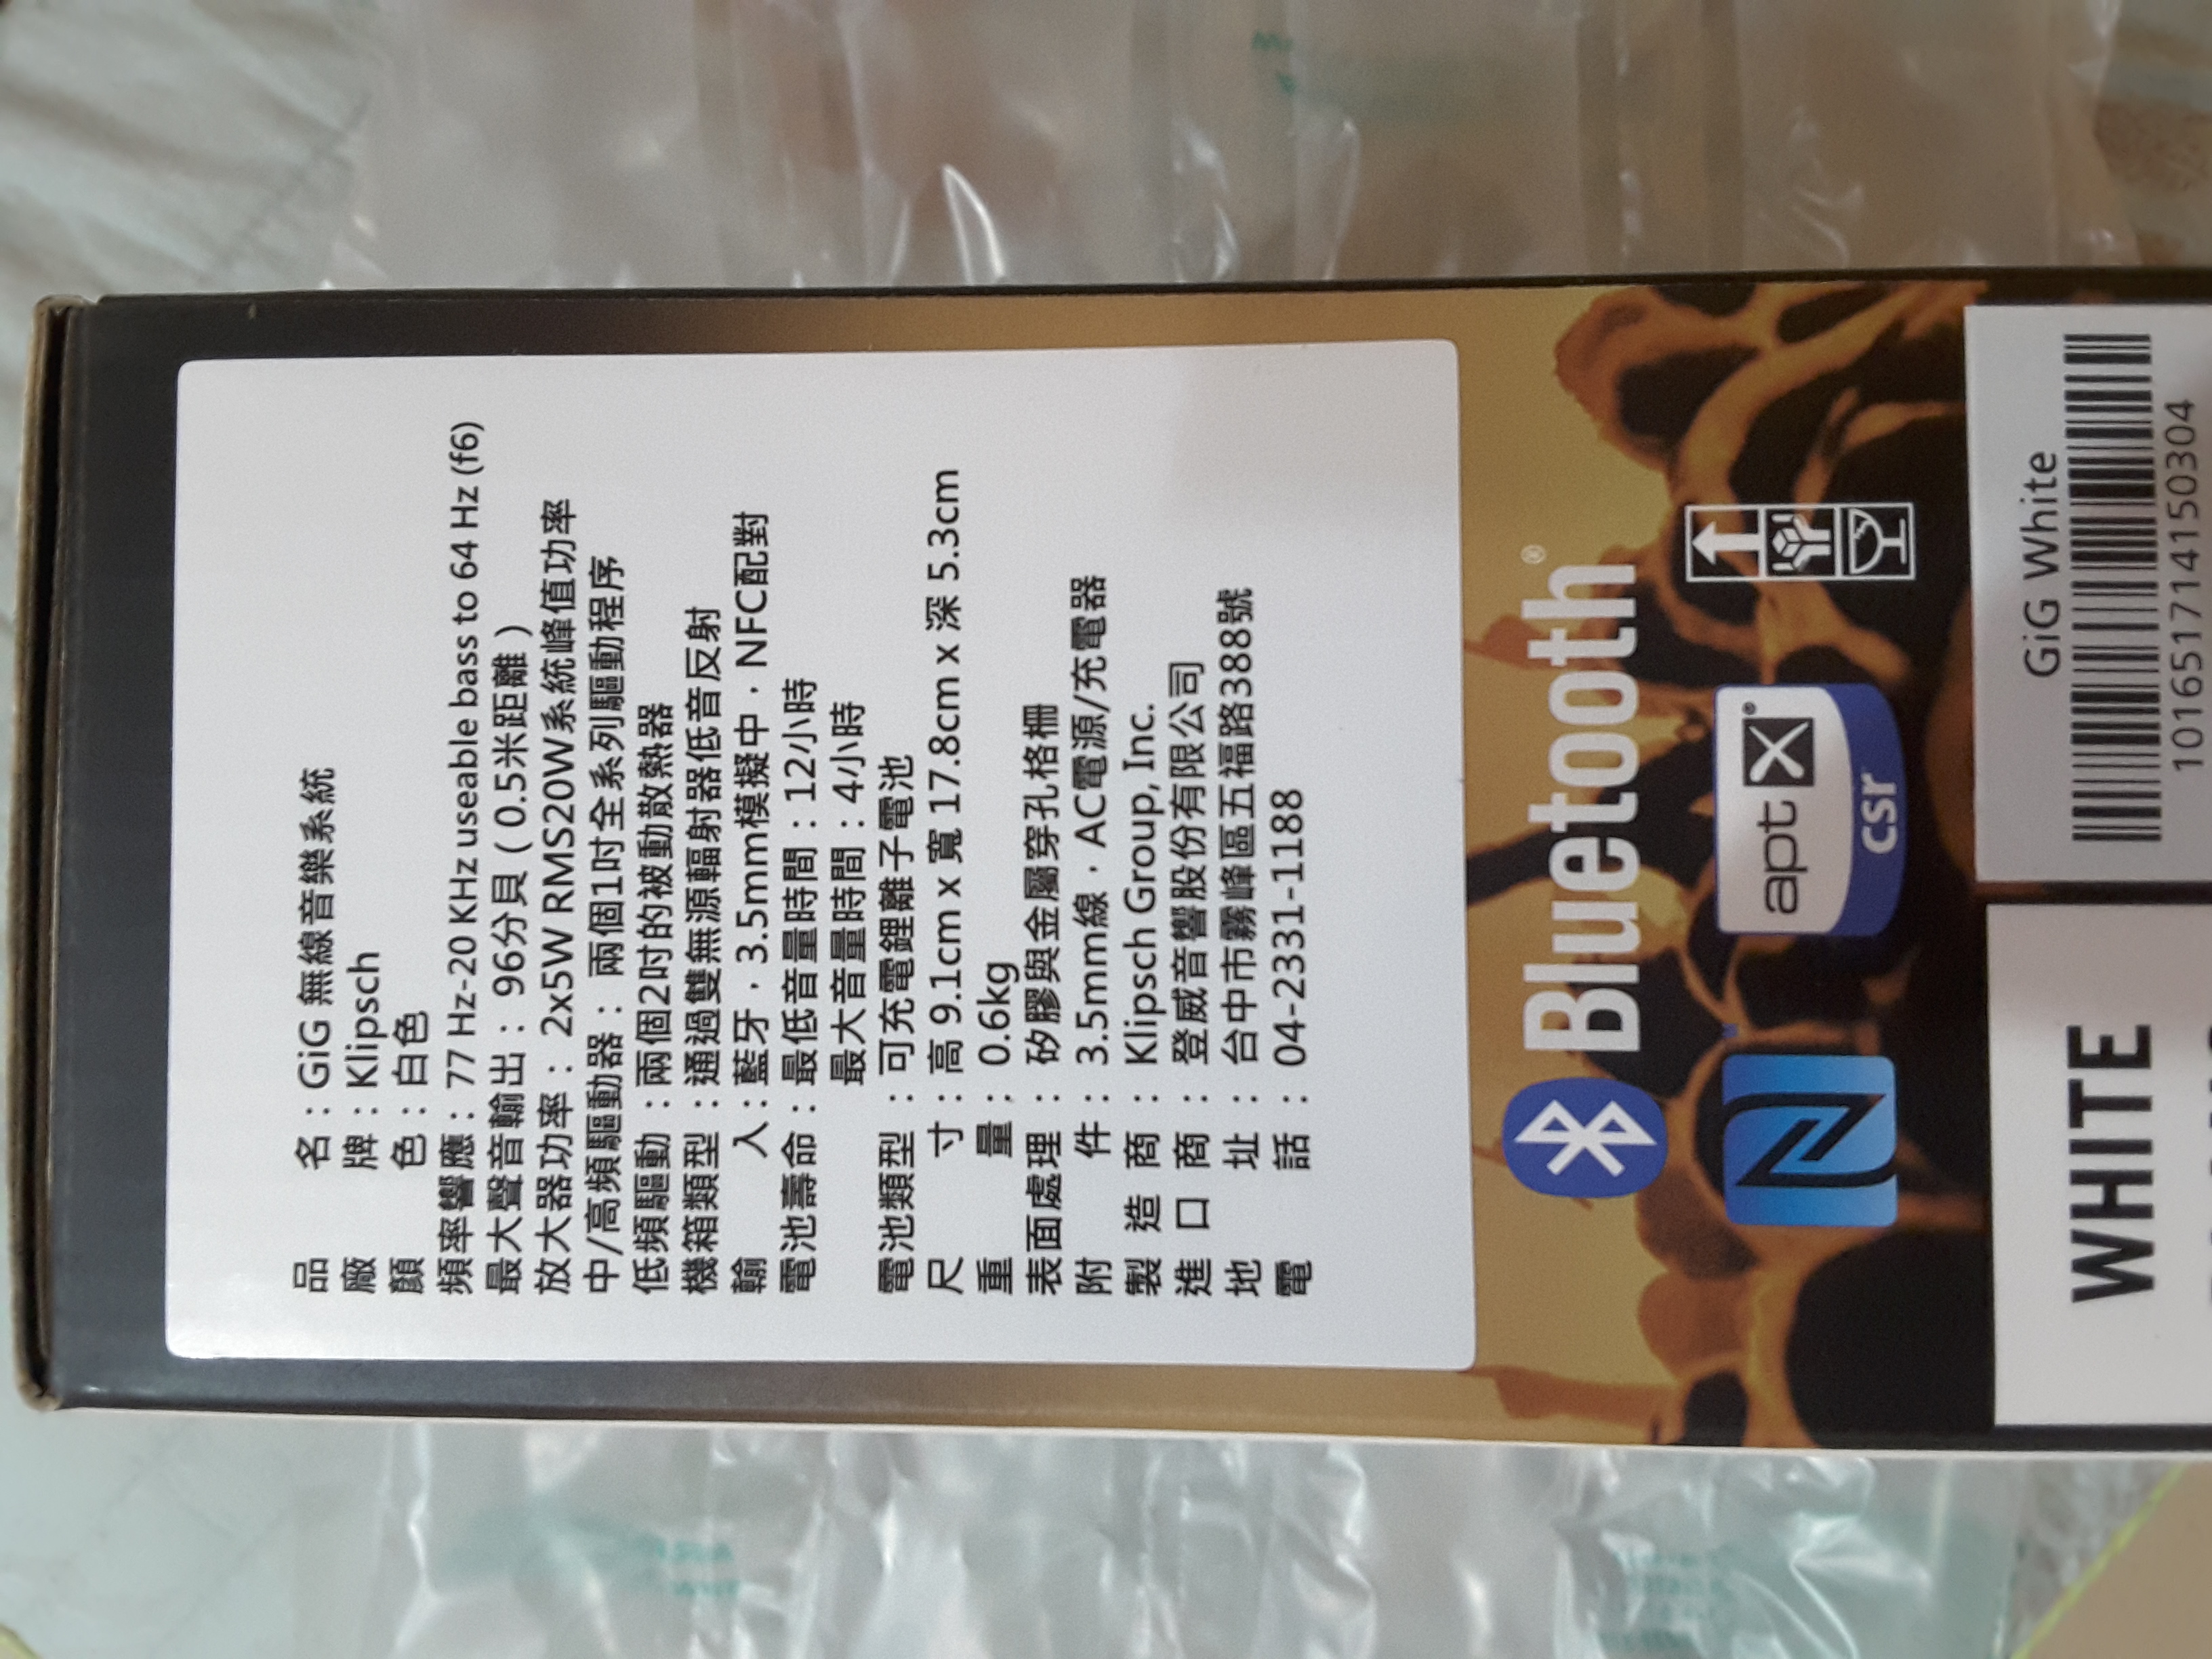 品名：GiG 無線音樂系統
廠牌：Klipsch
顏色：白色
頻率響應：77 Hz-20 KHz useable bass to 64 Hz (f6)
最大聲音輸出：96分貝（0.5米距離）
放大器功率：2x5W RMS20W系統峰值功率
中/高頻驅動器：兩個1吋全系列驅動程序
低頻驅動：兩個2吋的被動散熱器
機箱類型：通過雙無源輻射器低音反射
輸入：藍牙，3.5mm模擬中，NFC配對
電池壽命：最低音量時間：12小時
最大音量時間：4小時
電池類型：可充電鋰離子電池
尺寸：高 9.1cm x 寬 17.8cm x 深 5.3cm
重量：0.6kg
表面處理：矽膠與金屬穿孔格柵
附件：3.5mm線，AC電源/充電器
製造商：Klipsch Group, Inc.
進口商：登威音響股份有限公司
地址：台中市霧峰區五福路388號
電話：04-2331-1188
Bluetooth®
aptX®
csr
GiG White
101651714150304
WHITE